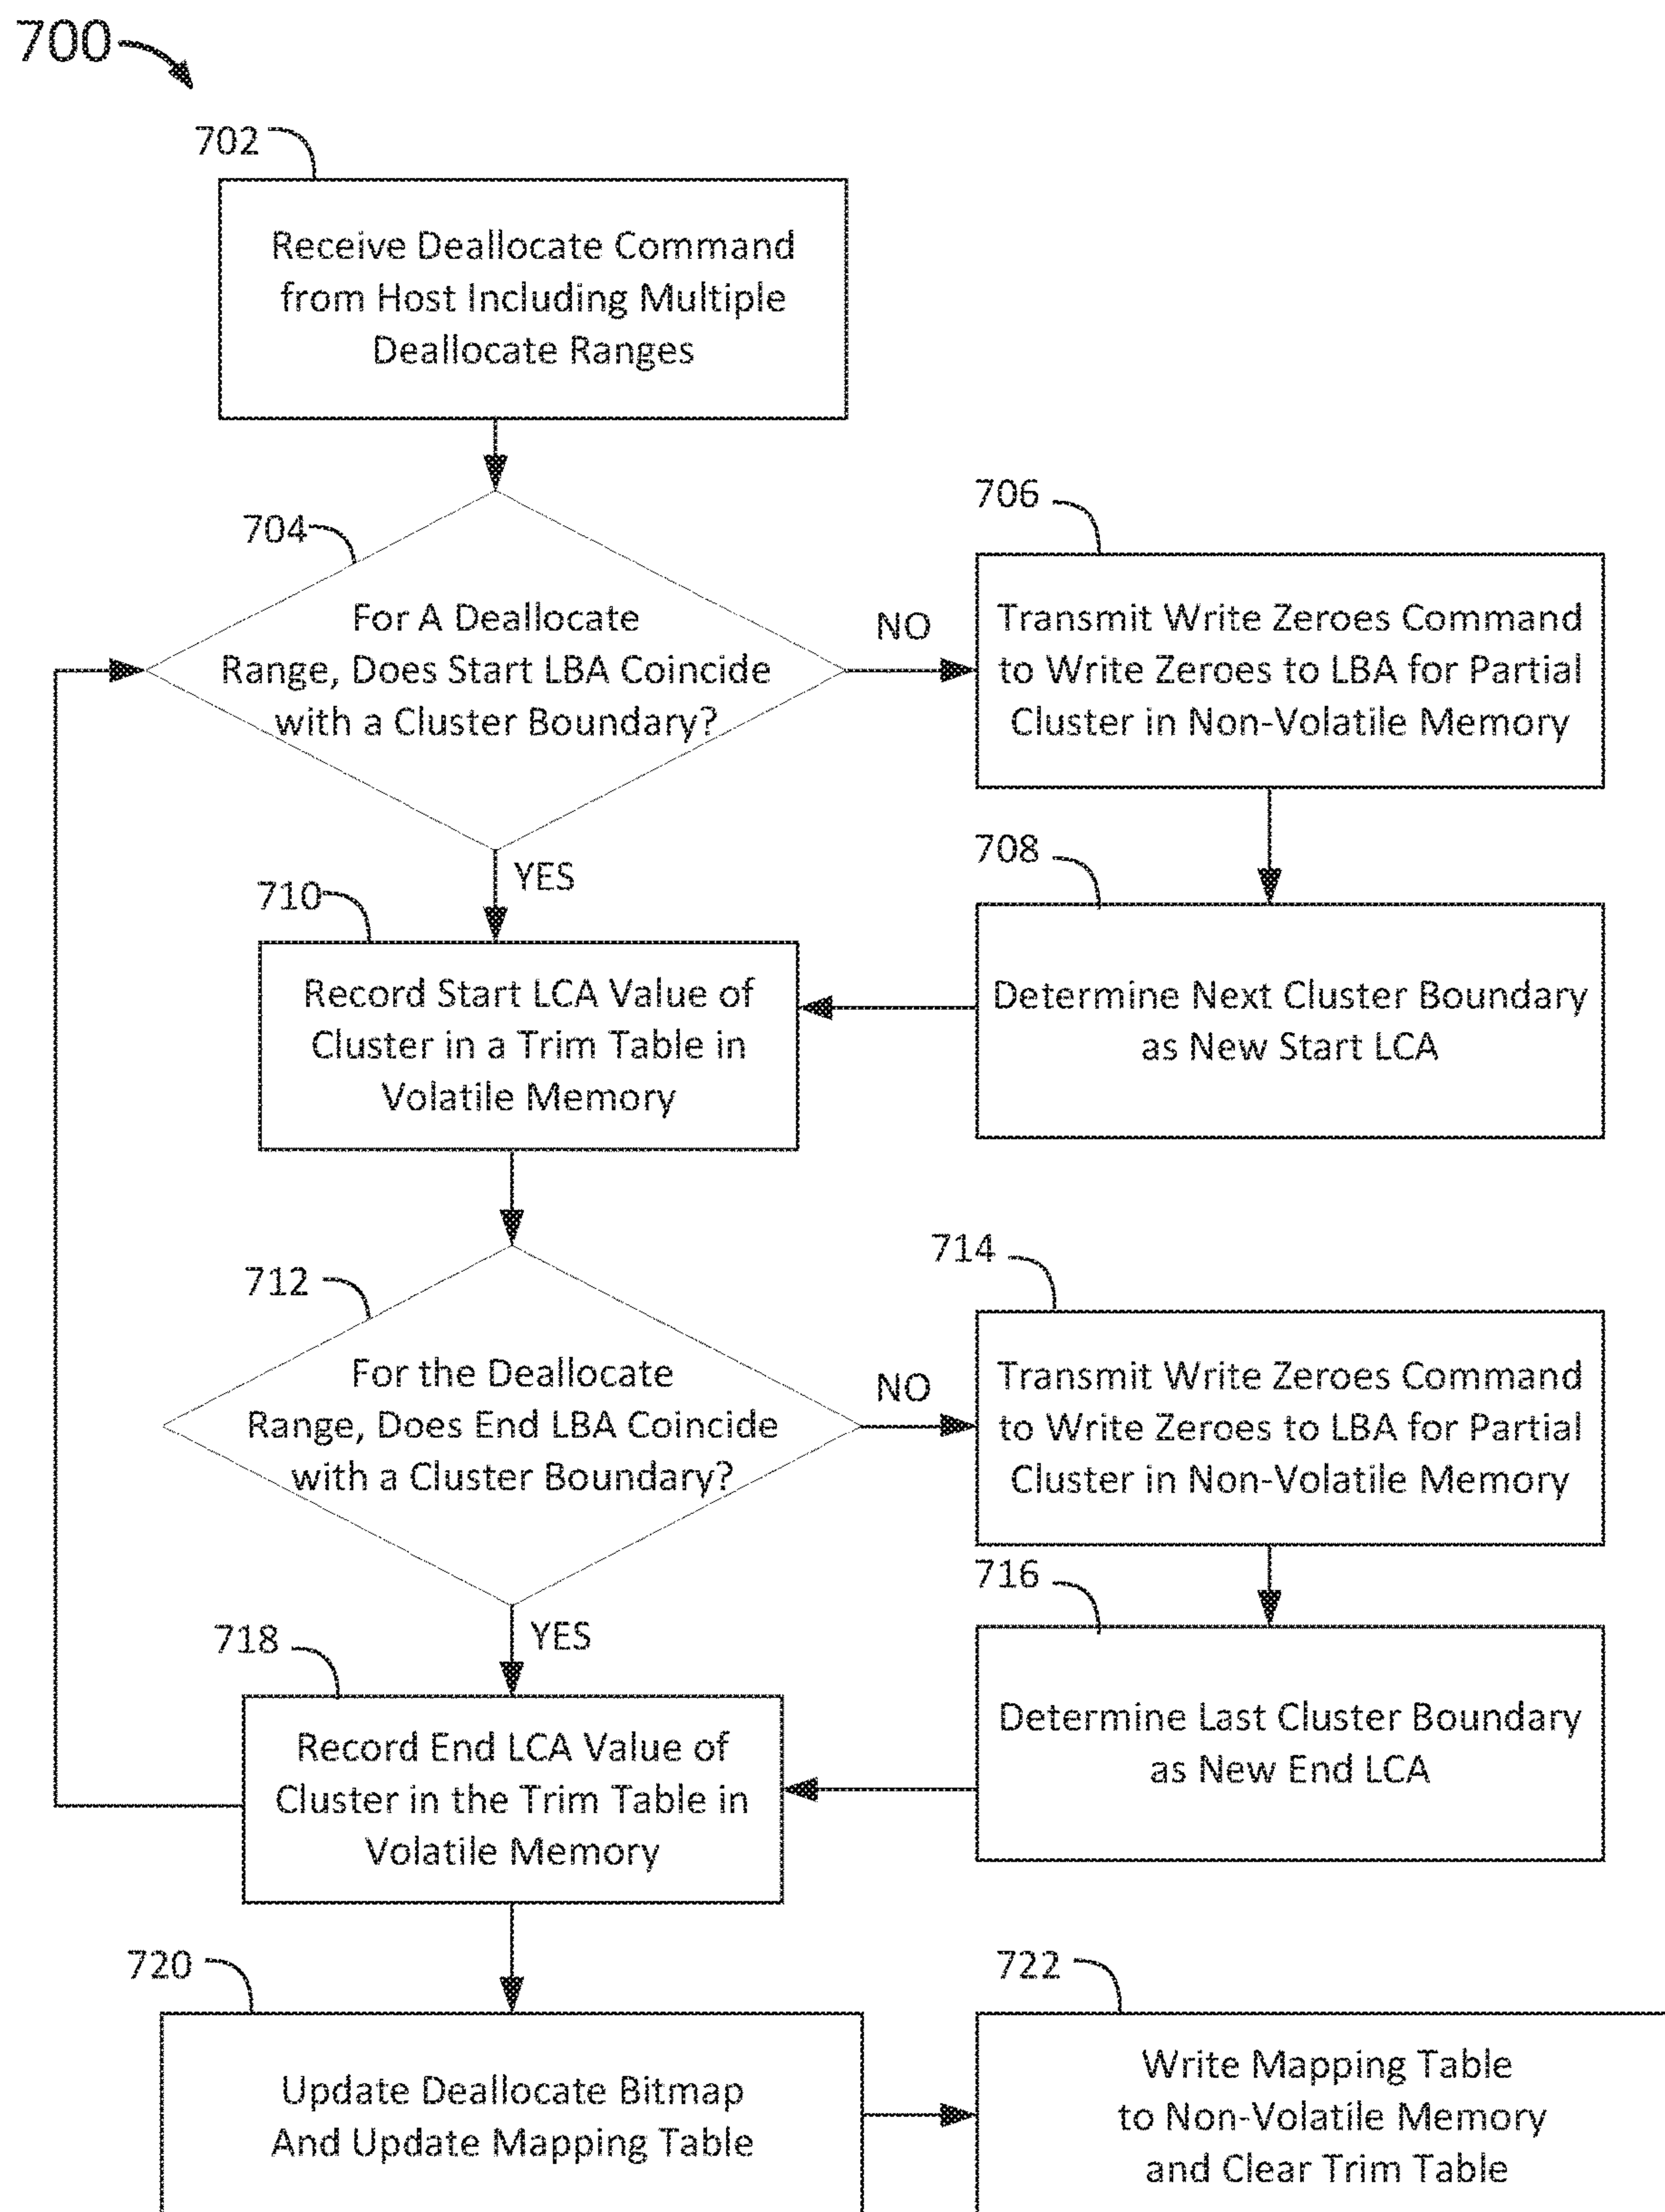 700
702
Receive Deallocate Command
from Host Including Multiple
Deallocate Ranges
704
For A Deallocate
Range, Does Start LBA Coincide
with a Cluster Boundary?
NO
706
Transmit Write Zeroes Command
to Write Zeroes to LBA for Partial
Cluster in Non-Volatile Memory
YES
708
Determine Next Cluster Boundary
as New Start LCA
710
Record Start LCA Value of
Cluster in a Trim Table in
Volatile Memory
712
For the Deallocate
Range, Does End LBA Coincide
with a Cluster Boundary?
NO
714
Transmit Write Zeroes Command
to Write Zeroes to LBA for Partial
Cluster in Non-Volatile Memory
YES
716
Determine Last Cluster Boundary
as New End LCA
718
Record End LCA Value of
Cluster in the Trim Table in
Volatile Memory
720
Update Deallocate Bitmap
And Update Mapping Table
722
Write Mapping Table
to Non-Volatile Memory
and Clear Trim Table